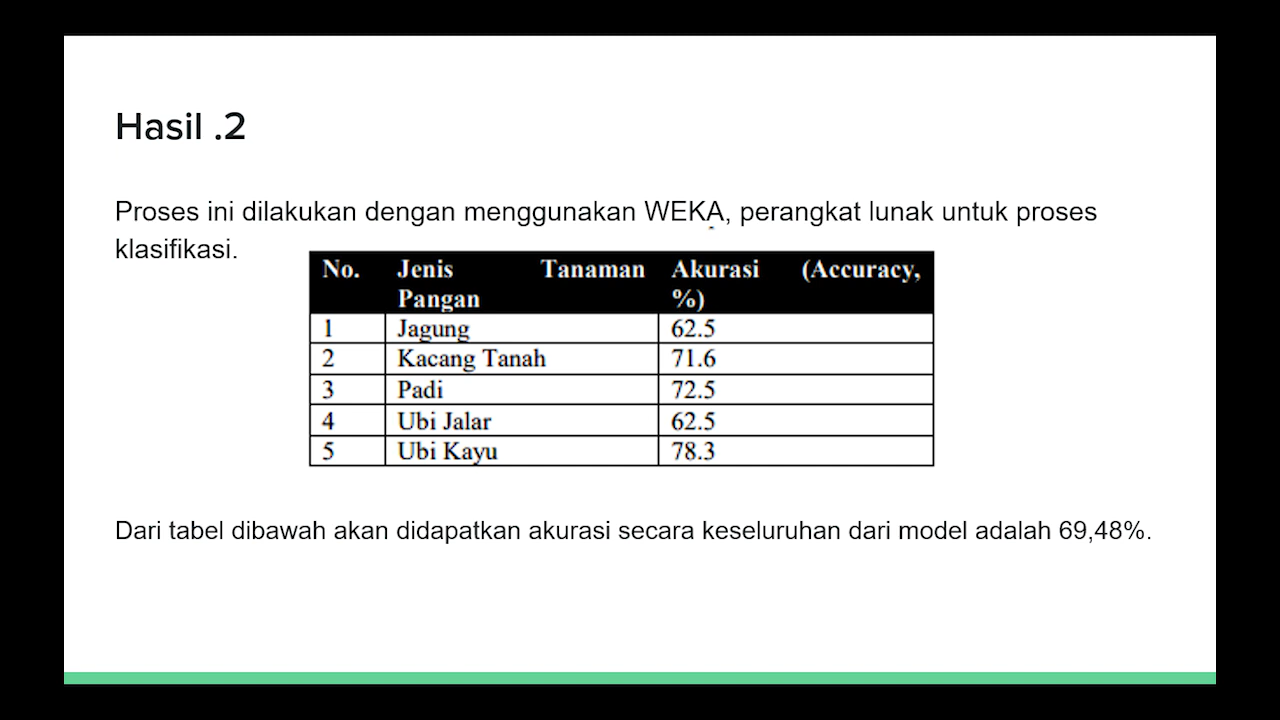 Hasil .2
Proses ini dilakukan dengan menggunakan WEKA, perangkat lunak untuk proses
klasifikasi.
No. Jenis Tanaman Akurasi (Accuracy,
Pangan %)
1 Jagung 62.5
2 Kacang Tanah 71.6
3 Padi 72.5
4 Ubi Jalar 62.5
5 Ubi Kayu 78.3
Dari tabel dibawah akan didapatkan akurasi secara keseluruhan dari model adalah 69,48%.